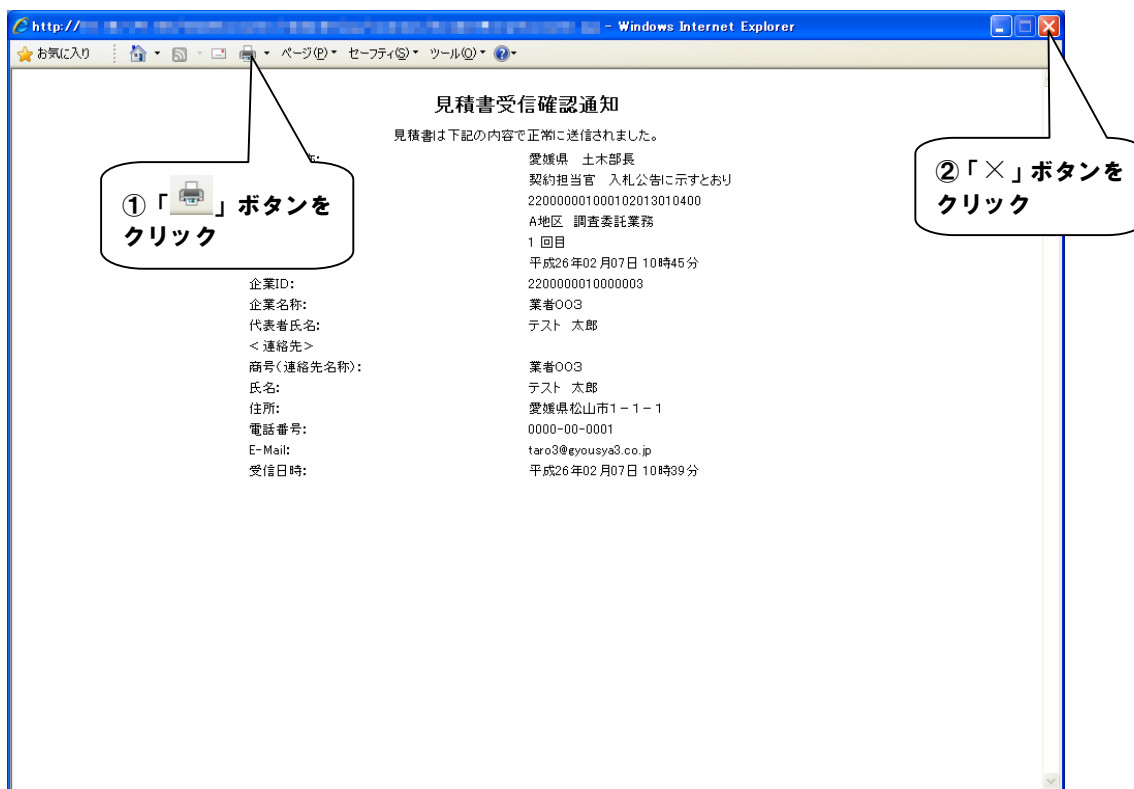 http:// - Windows Internet Explorer
お気に入り ページ(P) セーフティ(S) ツール(O)
見積書受信確認通知
見積書は下記の内容で正常に送信されました。
愛媛県 土木部長
契約担当官 入札公告に示すとおり
220000001000102013010400
A地区 調査委託業務
1 回目
平成26年02月07日 10時45分
企業ID: 2200000010000003
企業名称: 業者003
代表者氏名: テスト 太郎
<連絡先>
商号(連絡先名称): 業者003
氏名: テスト 太郎
住所: 愛媛県松山市1-1-1
電話番号: 0000-00-0001
E-Mail: taro3@gyousya3.co.jp
受信日時: 平成26年02月07日 10時39分
①「 」ボタンを
クリック
②「×」ボタンを
クリック